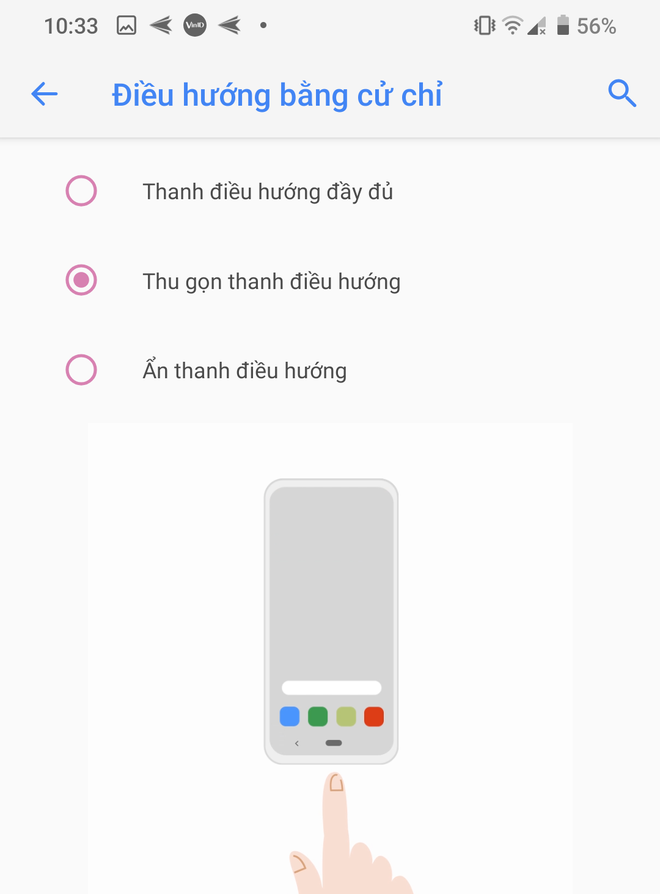 10:33
VinID
56%
Điều hướng bằng cử chỉ
Thanh điều hướng đầy đủ
Thu gọn thanh điều hướng
Ẩn thanh điều hướng